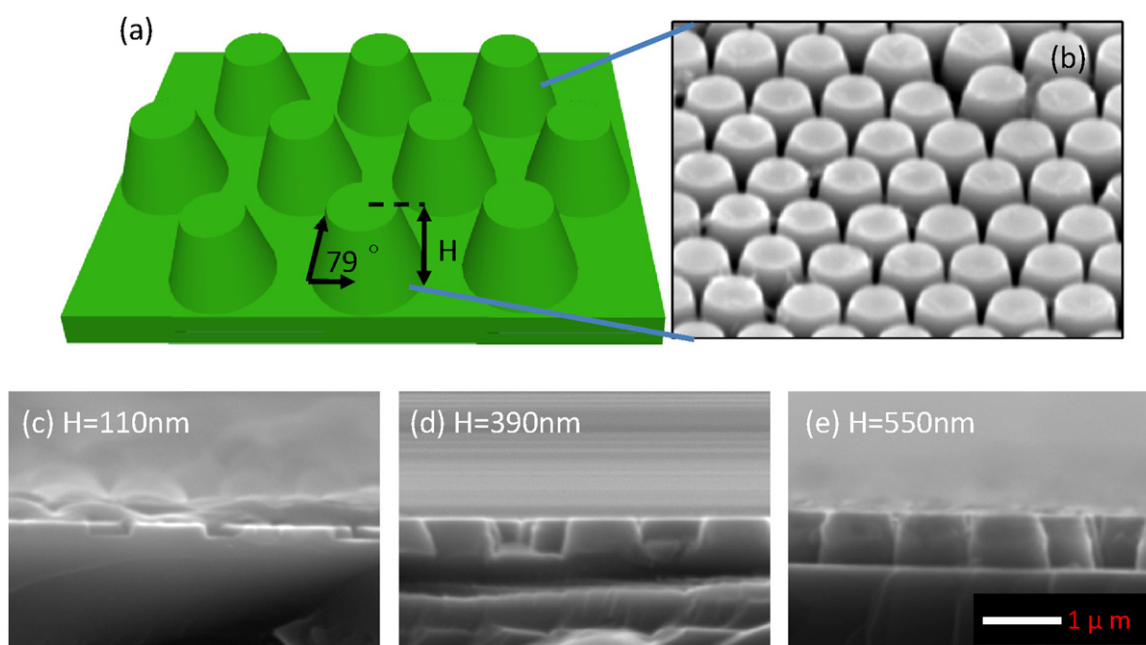 (a)
(b)
79 °
H
(c) H=110nm
(d) H=390nm
(e) H=550nm
1 μ m